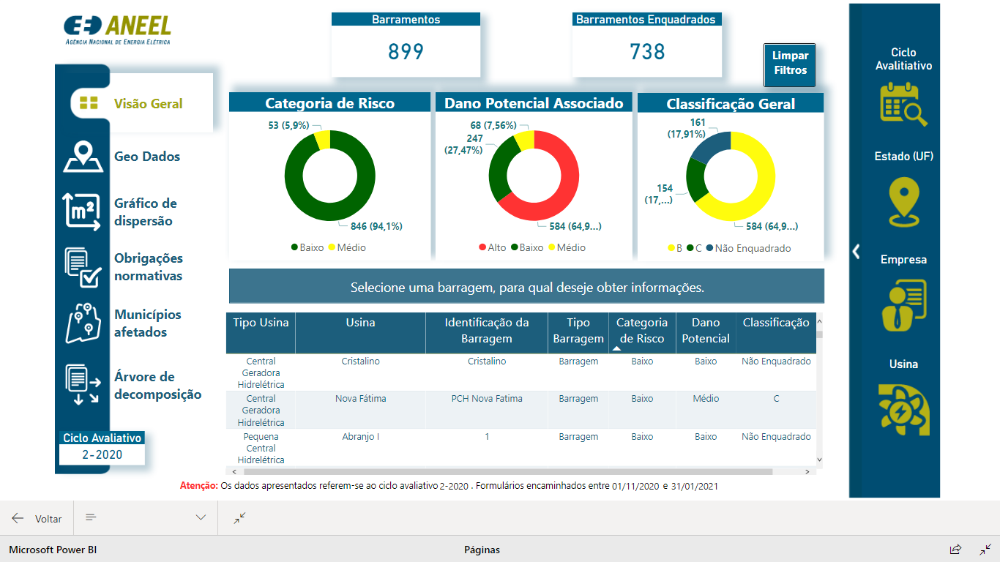 ANEEL
AGÊNCIA NACIONAL DE ENERGIA ELÉTRICA
Barramentos
899
Barramentos Enquadrados
738
Limpar
Filtros
Visão Geral
Geo Dados
m²
Gráfico de
dispersão
Obrigações
normativas
Municípios
afetados
Árvore de
decomposição
Ciclo Avaliativo
2-2020
Categoria de Risco
53 (5,9%)
846 (94,1%)
Baixo Médio
Dano Potencial Associado
68 (7,56%)
247
(27,47%)
584 (64,9...)
Alto Baixo Médio
Classificação Geral
161
(17,91%)
154
(17,...)
584 (64,9...)
B C Não Enquadrado
Selecione uma barragem, para qual deseje obter informações.
Tipo Usina Usina Identificação da Barragem Tipo Barragem Categoria de Risco Dano Potencial Classificação
Central Geradora Hidrelétrica Cristalino Cristalino Barragem Baixo Baixo Não Enquadrado
Central Geradora Hidrelétrica Nova Fátima PCH Nova Fatima Barragem Baixo Médio C
Pequena Central Hidrelétrica Abranjo I 1 Barragem Baixo Baixo Não Enquadrado
Atenção: Os dados apresentados referem-se ao ciclo avaliativo 2-2020 . Formulários encaminhados entre 01/11/2020 e 31/01/2021
Ciclo
Avalitiativo
Estado (UF)
Empresa
Usina
Voltar
Microsoft Power BI
Páginas